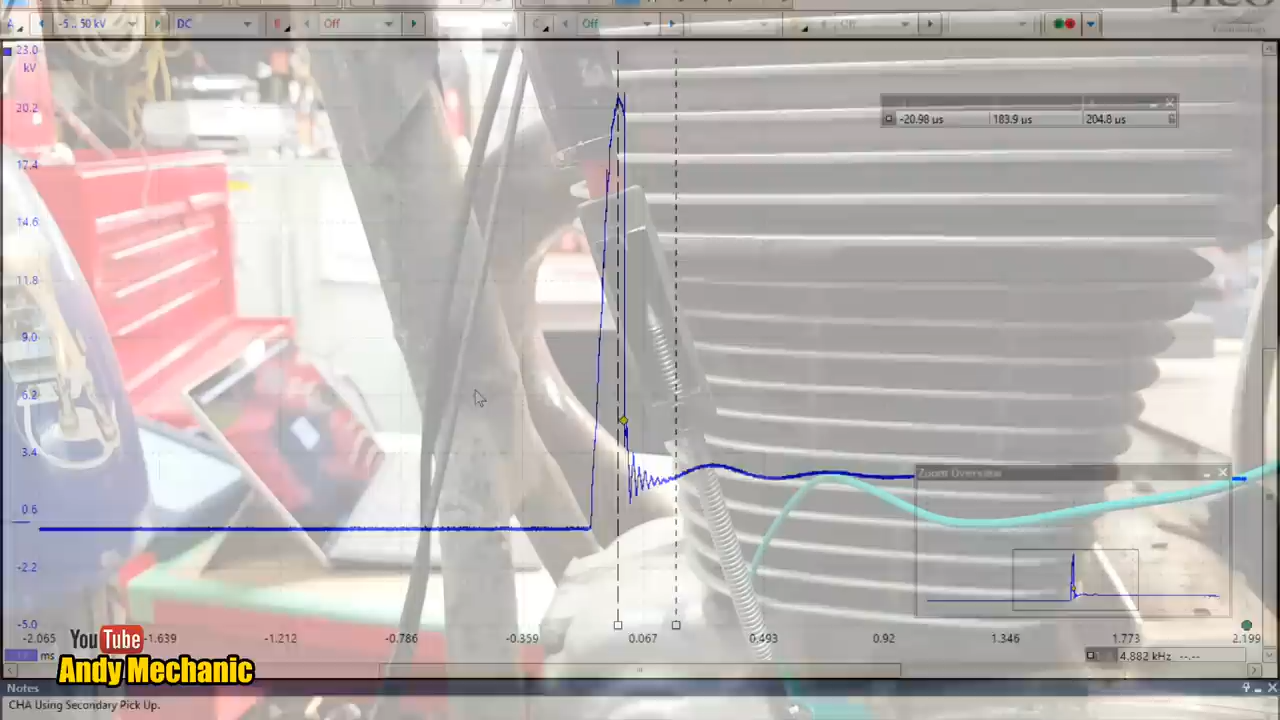 A -5 .. 50 kV DC Off Off
23.0
kV
20.2
17.4
14.6
11.8
9.0
6.2
3.4
0.6
-2.2
-5.0
-20.98 us 183.9 us 204.8 us
Zoom Overview
-2.065 -1.639 -1.212 -0.786 -0.359 0.067 0.493 0.92 1.346 1.773 2.199
ms
4.882 kHz --.--
YouTube
Andy Mechanic
Notes
CHA Using Secondary Pick Up.